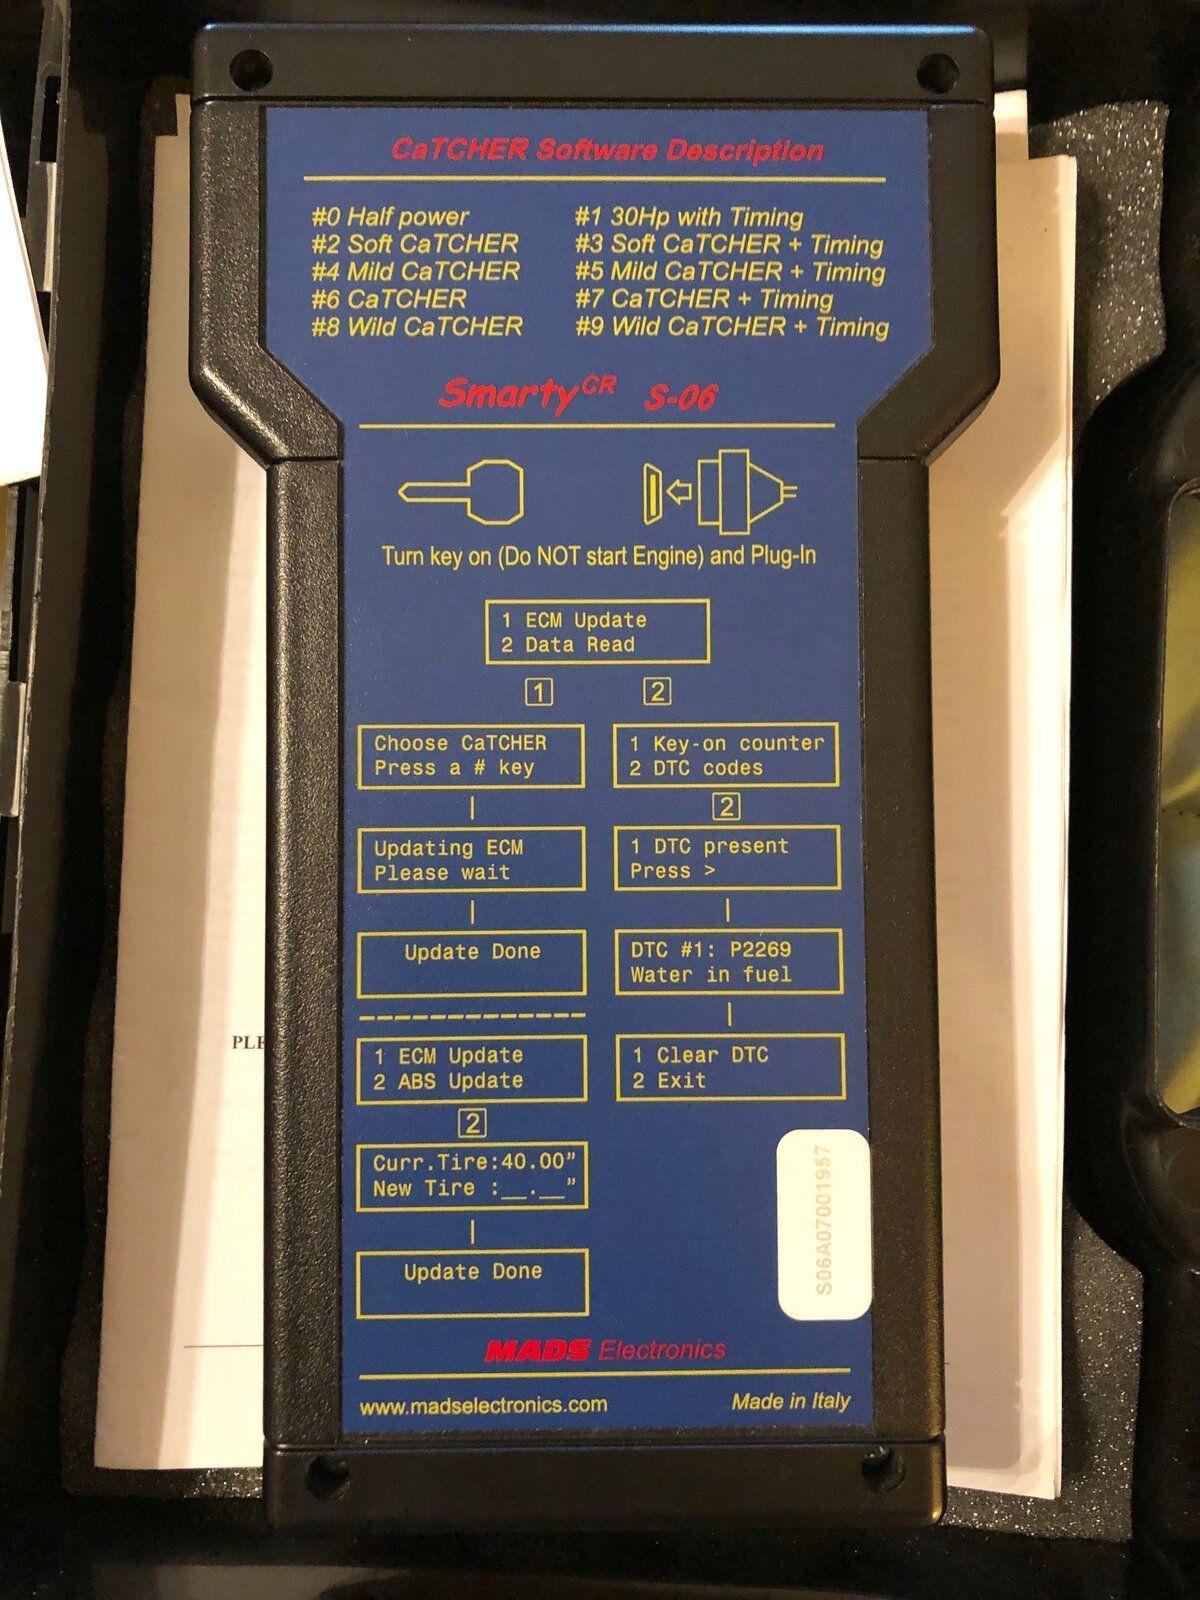 CaTCHER Software Description
#0 Half power
#1 30Hp with Timing
#2 Soft CaTCHER
#3 Soft CaTCHER + Timing
#4 Mild CaTCHER
#5 Mild CaTCHER + Timing
#6 CaTCHER
#7 CaTCHER + Timing
#8 Wild CaTCHER
#9 Wild CaTCHER + Timing
Smarty CR S-06
Turn key on (Do NOT start Engine) and Plug-In
1 ECM Update
2 Data Read
1
2
Choose CaTCHER
Press a # key
Updating ECM
Please wait
Update Done
1 ECM Update
2 ABS Update
2
Curr.Tire:40.00"
New Tire :__.__"
Update Done
1 Key-on counter
2 DTC codes
2
1 DTC present
Press >
DTC #1: P2269
Water in fuel
1 Clear DTC
2 Exit
S06A07001957
MADS Electronics
www.madselectronics.com
Made in Italy
PLE